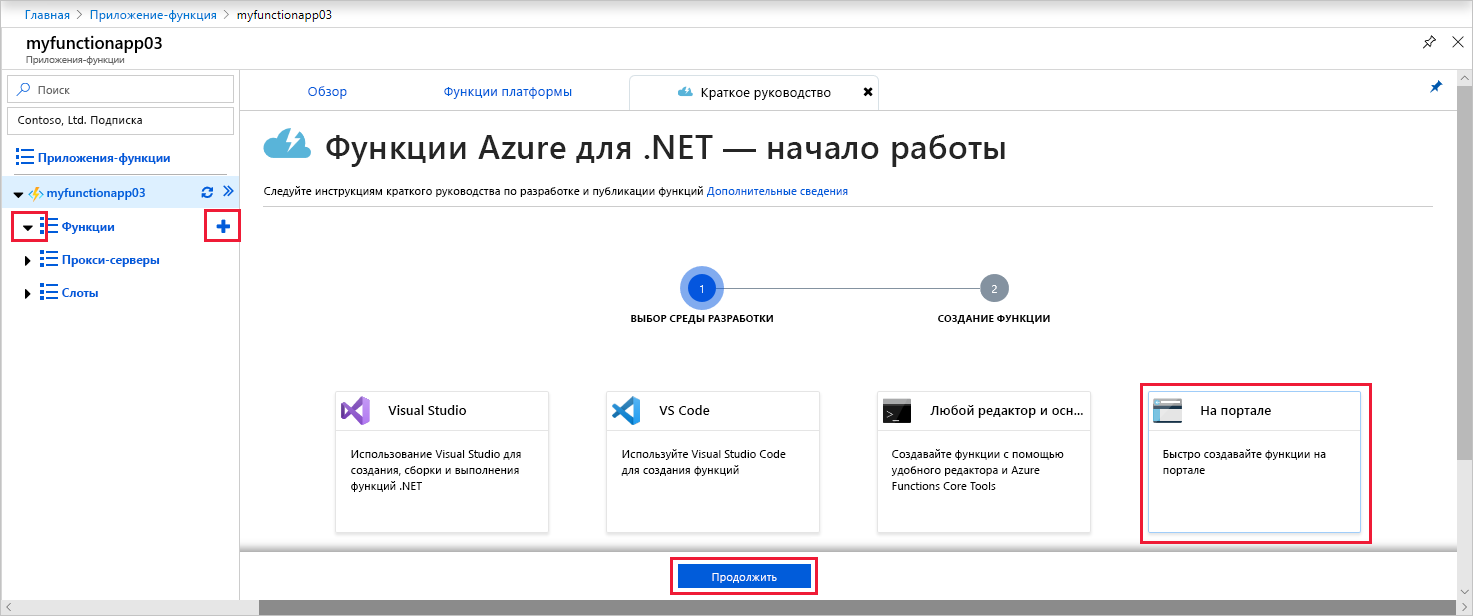 Главная > Приложение-функция > myfunctionapp03
myfunctionapp03
Приложения-функции
Поиск
Contoso, Ltd. Подписка
Приложения-функции
myfunctionapp03
Функции
Прокси-серверы
Слоты
Обзор
Функции платформы
Краткое руководство
Функции Azure для .NET — начало работы
Следуйте инструкциям краткого руководства по разработке и публикации функций Дополнительные сведения
1
2
ВЫБОР СРЕДЫ РАЗРАБОТКИ
СОЗДАНИЕ ФУНКЦИИ
Visual Studio
Использование Visual Studio для
создания, сборки и выполнения
функций .NET
VS Code
Используйте Visual Studio Code
для создания функций
>_
Любой редактор и осн...
Создавайте функции с помощью
удобного редактора и Azure
Functions Core Tools
На портале
Быстро создавайте функции на
портале
Продолжить